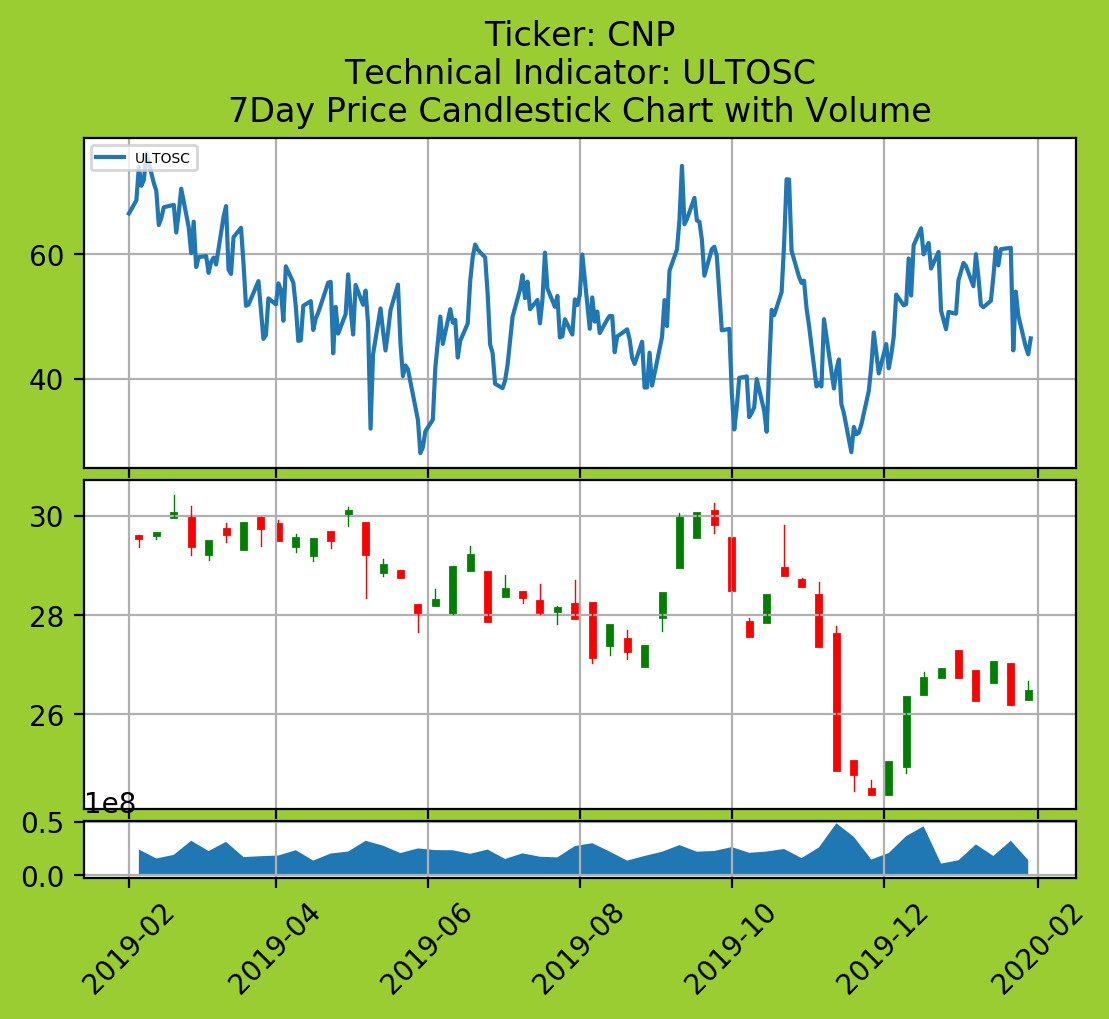 Ticker: CNP
Technical Indicator: ULTOSC
7Day Price Candlestick Chart with Volume
ULTOSC
60
40
30
28
26
1e8
0.5
0.0
2019-02
2019-04
2019-06
2019-08
2019-10
2019-12
2020-02